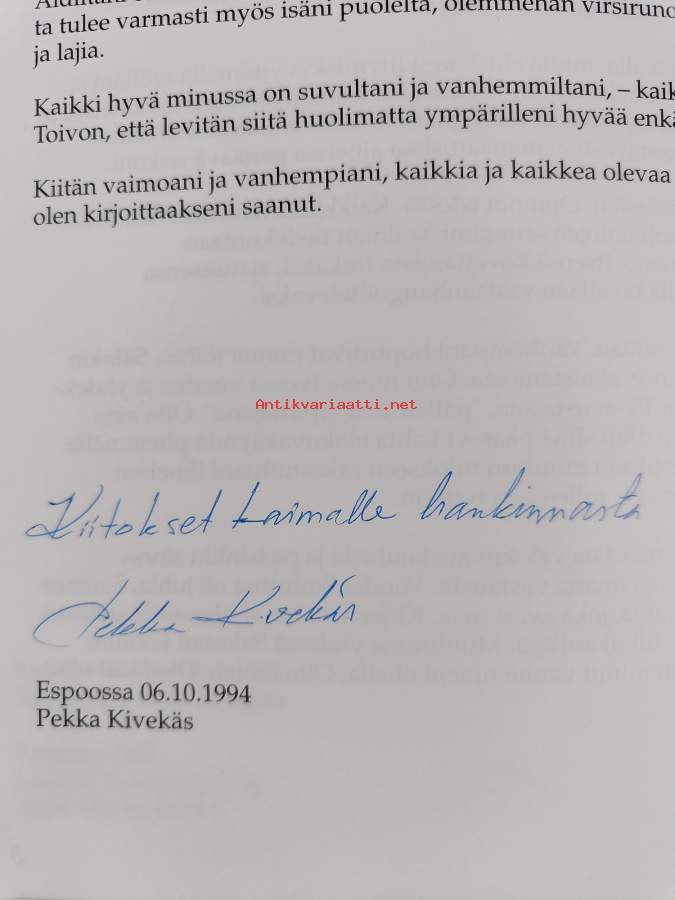 ta tulee varmasti myös isäni puolelta, olemmehan virsiruno
ja lajia.
Kaikki hyvä minussa on suvultani ja vanhemmiltani, – kaik
Toivon, että levitän siitä huolimatta ympärilleni hyvää enkä
Kiitän vaimoani ja vanhempiani, kaikkia ja kaikkea olevaa
olen kirjoittaakseni saanut.
Antikvariaatti.net
Kiitokset kaimalle hankinnasta
Pekka Kivekäs
Espoossa 06.10.1994
Pekka Kivekäs